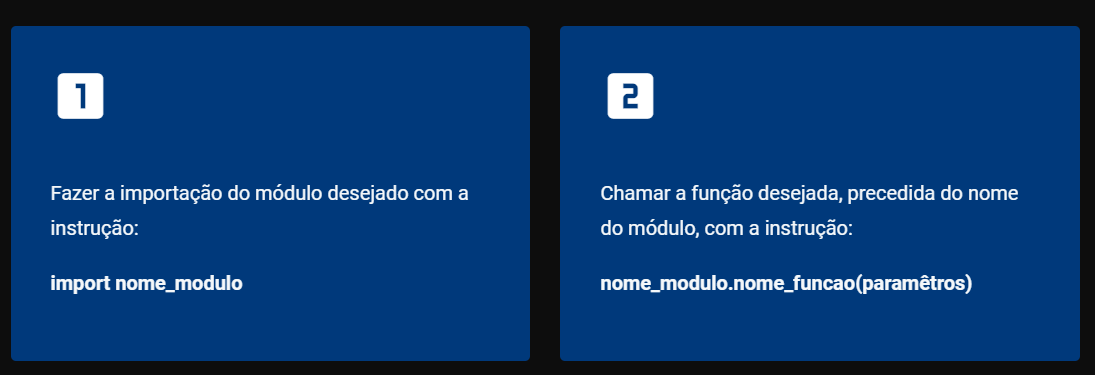 1
Fazer a importação do módulo desejado com a
instrução:
import nome_modulo
2
Chamar a função desejada, precedida do nome
do módulo, com a instrução:
nome_modulo.nome_funcao(paramêtros)